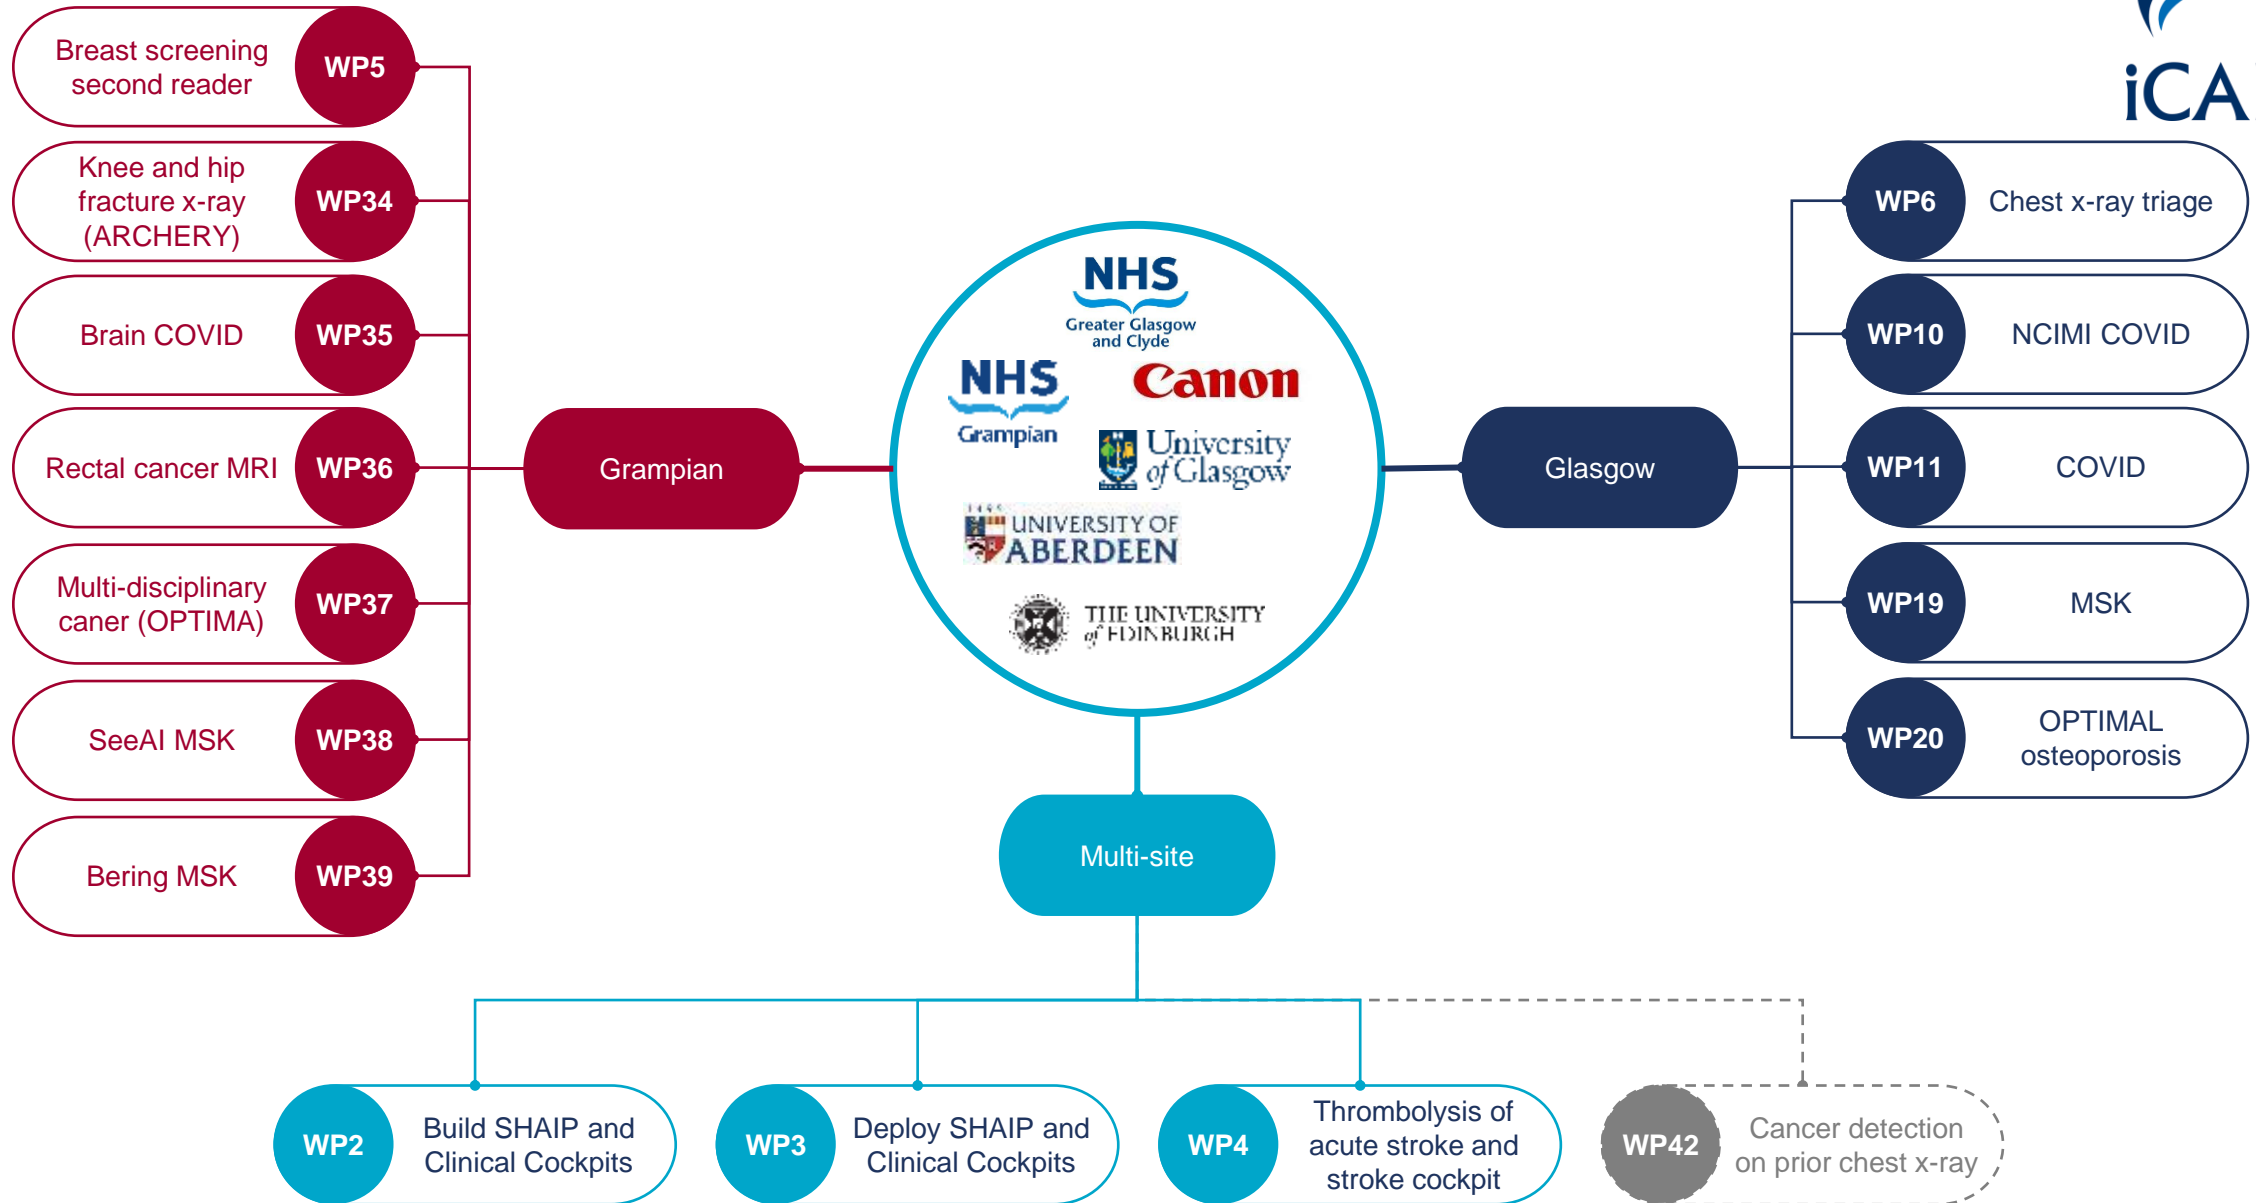 Breast screening
second reader
WP5
Knee and hip
fracture x-ray
(ARCHERY)
WP34
Brain COVID
WP35
Rectal cancer MRI
WP36
Multi-disciplinary
caner (OPTIMA)
WP37
SeeAI MSK
WP38
Bering MSK
WP39
Grampian
NHS
Greater Glasgow
and Clyde
NHS
Grampian
Canon
University
of Glasgow
1495
UNIVERSITY OF
ABERDEEN
THE UNIVERSITY
of EDINBURGH
Glasgow
iCA
WP6
Chest x-ray triage
WP10
NCIMI COVID
WP11
COVID
WP19
MSK
WP20
OPTIMAL
osteoporosis
Multi-site
WP2
Build SHAIP and
Clinical Cockpits
WP3
Deploy SHAIP and
Clinical Cockpits
WP4
Thrombolysis of
acute stroke and
stroke cockpit
WP42
Cancer detection
on prior chest x-ray